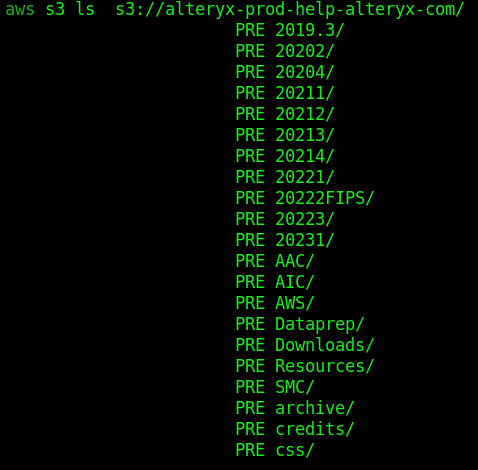 aws s3 ls  s3://alteryx-prod-help-alteryx-com/
PRE 2019.3/
PRE 20202/
PRE 20204/
PRE 20211/
PRE 20212/
PRE 20213/
PRE 20214/
PRE 20221/
PRE 20222FIPS/
PRE 20223/
PRE 20231/
PRE AAC/
PRE AIC/
PRE AWS/
PRE Dataprep/
PRE Downloads/
PRE Resources/
PRE SMC/
PRE archive/
PRE credits/
PRE css/